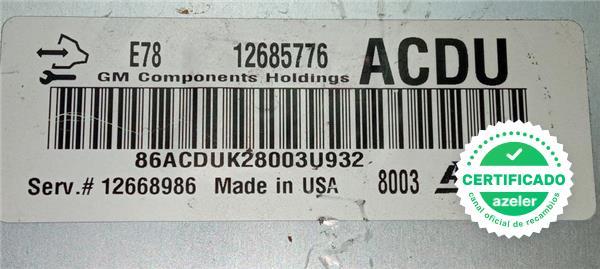 E78 12685776 ACDU
GM Components Holdings
86ACDUK28003U932
Serv.# 12668986 Made in USA 8003
CERTIFICADO
azeler
canal oficial de recambios